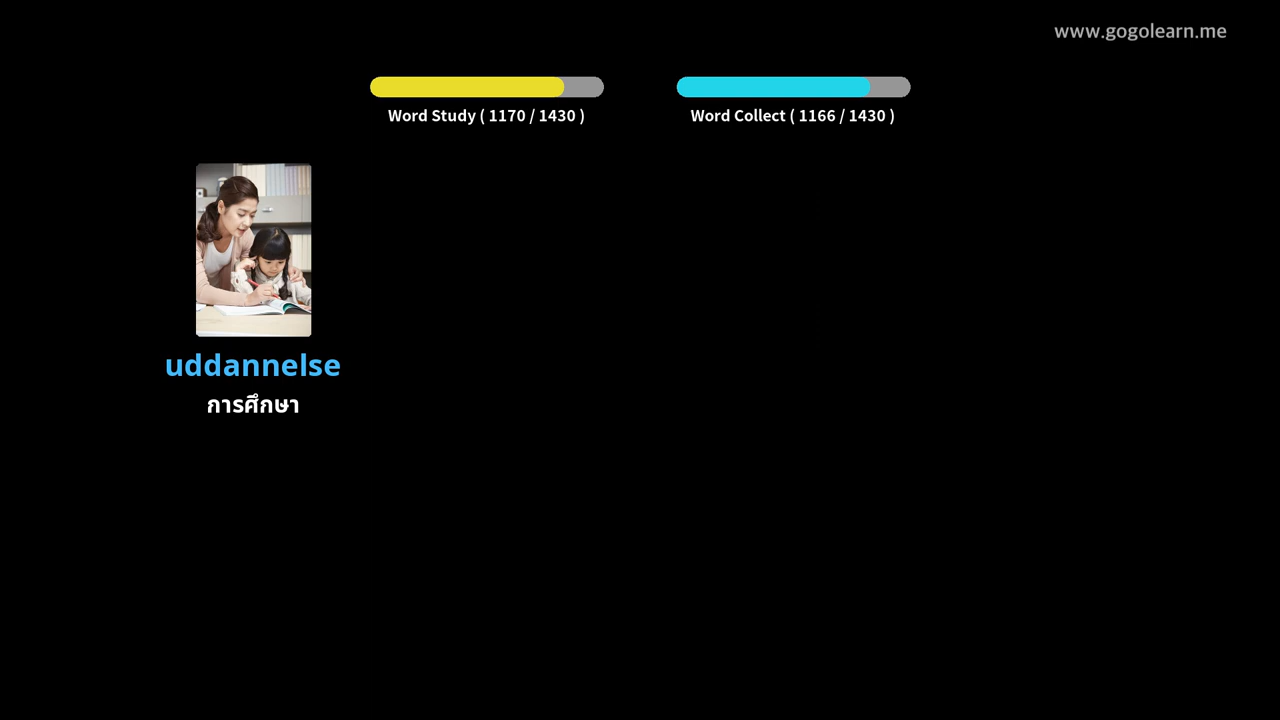 www.gogolearn.me
Word Study ( 1170 / 1430 )
Word Collect ( 1166 / 1430 )
uddannelse
การศึกษา